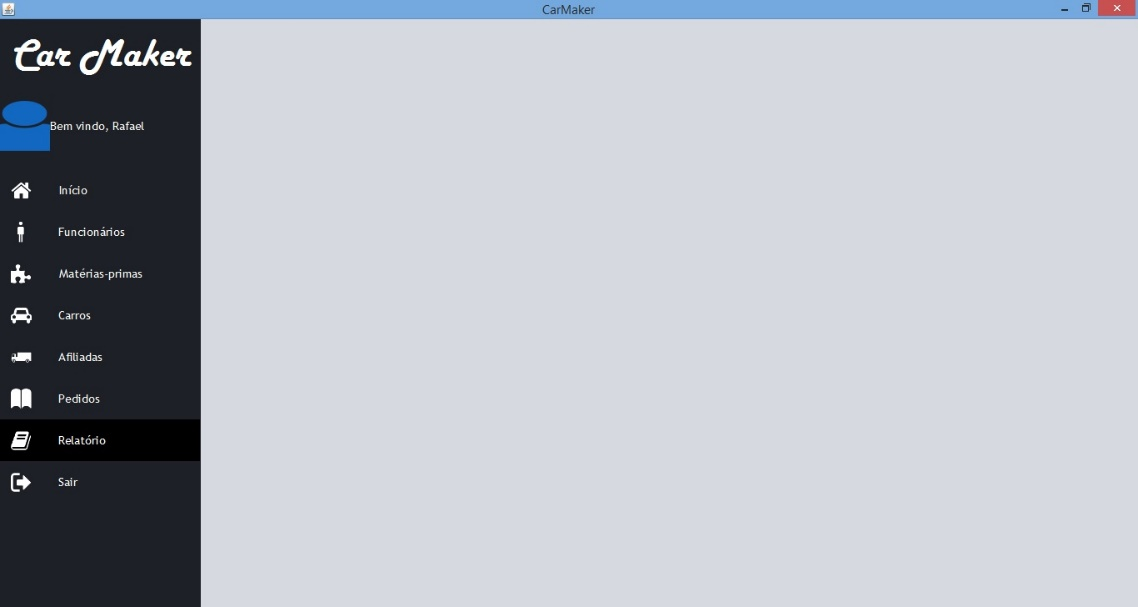 CarMaker
Car Maker
Bem vindo, Rafael
Início
Funcionários
Matérias-primas
Carros
Afiliadas
Pedidos
Relatório
Sair